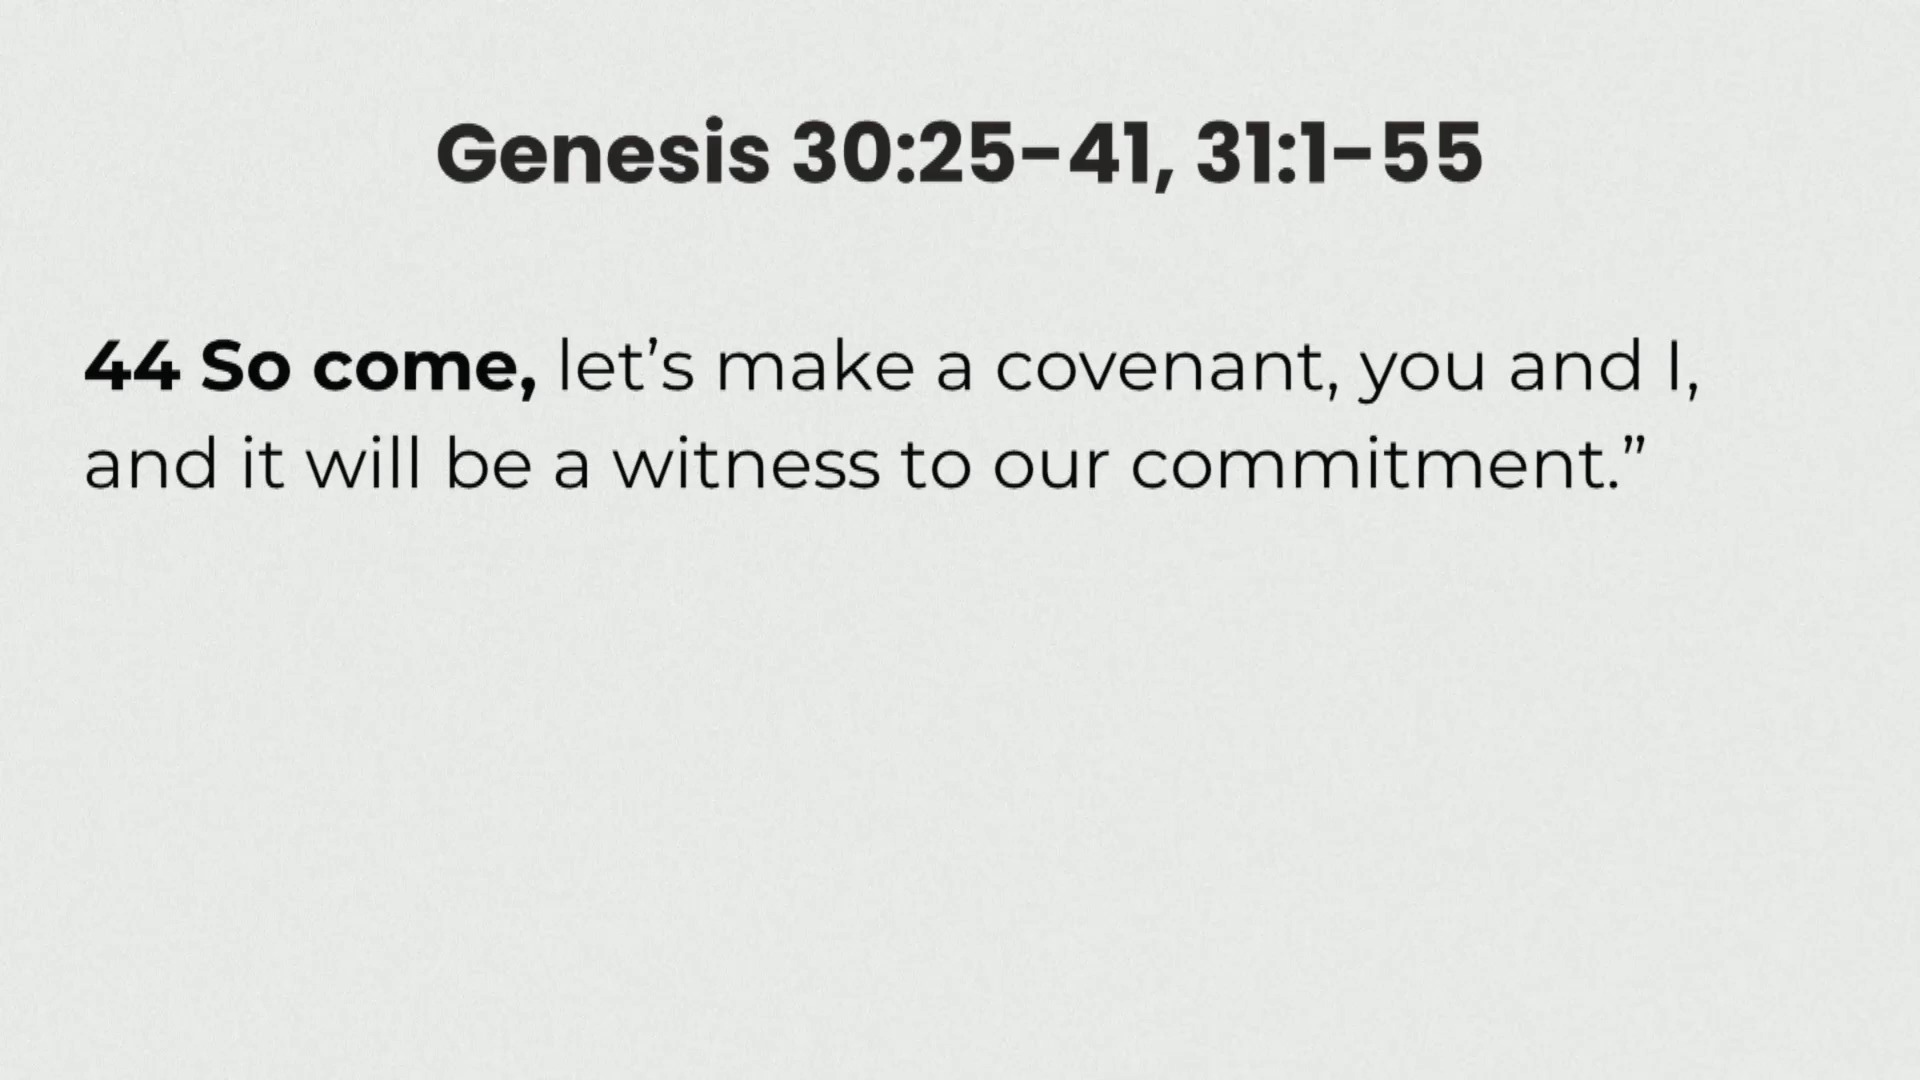 Genesis 30:25–41, 31:1–55
44 So come, let’s make a covenant, you and I,
and it will be a witness to our commitment.”